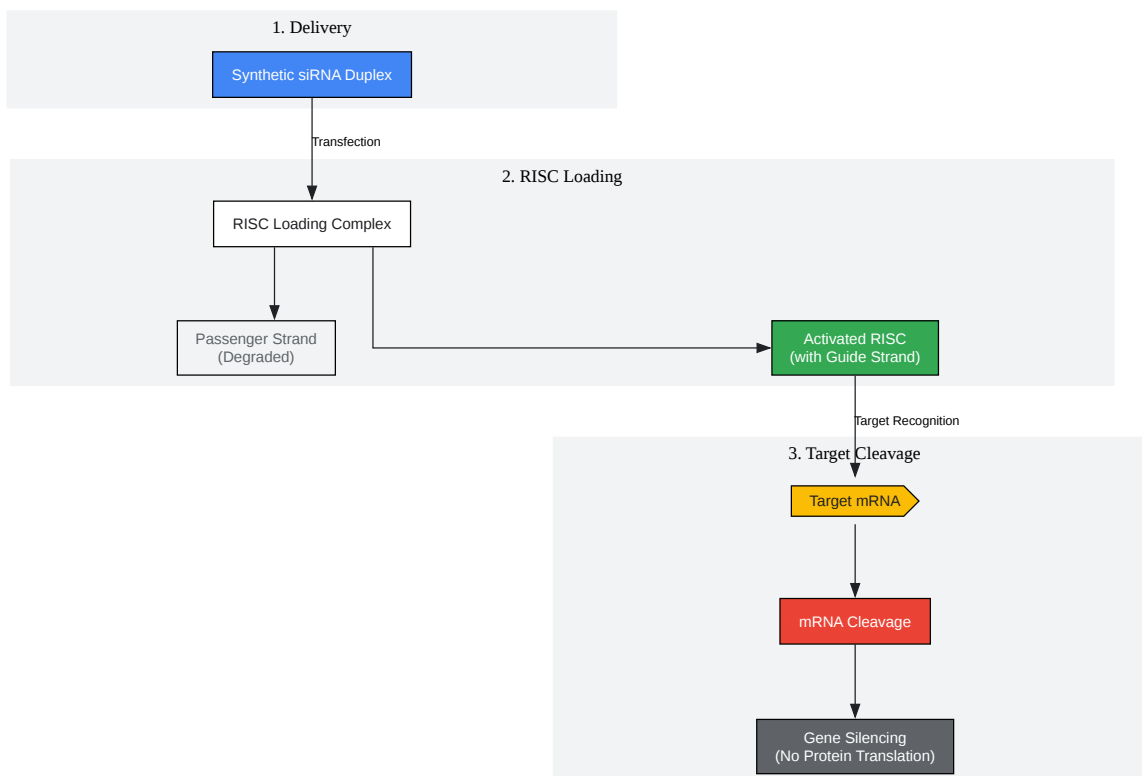 1. Delivery
Synthetic siRNA Duplex
Transfection
2. RISC Loading
RISC Loading Complex
Passenger Strand
(Degraded)
Activated RISC
(with Guide Strand)
Target Recognition
3. Target Cleavage
Target mRNA
mRNA Cleavage
Gene Silencing
(No Protein Translation)